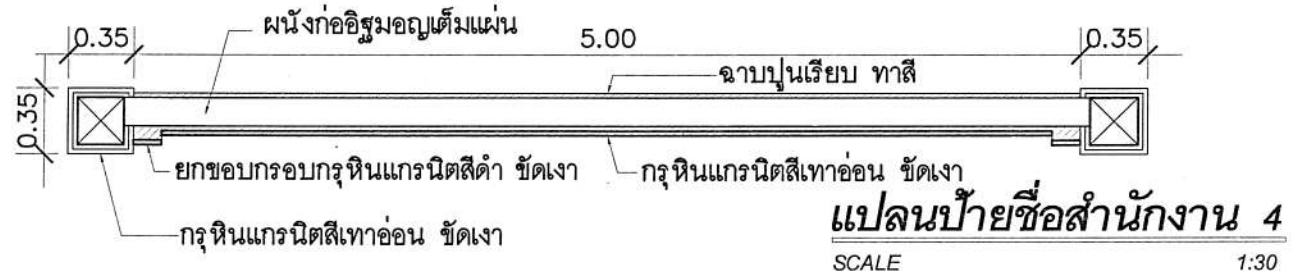 ผนังก่ออิฐมอญเต็มแผ่น
0.35 5.00 0.35
ฉาบปูนเรียบ ทาสี
0.35
ยกขอบกรอบกรุหินแกรนิตสีดำ ขัดเงา
กรุหินแกรนิตสีเทาอ่อน ขัดเงา
กรุหินแกรนิตสีเทาอ่อน ขัดเงา
แปลนป้ายชื่อสำนักงาน 4
SCALE 1:30